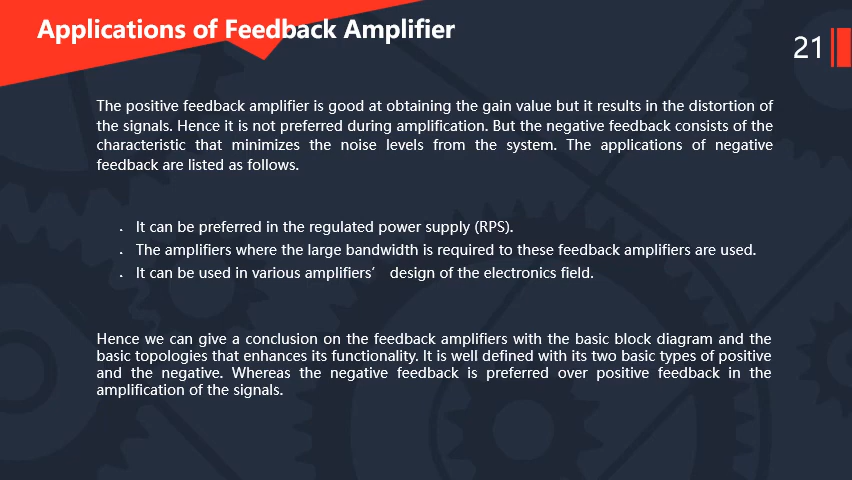 Applications of Feedback Amplifier
21
The positive feedback amplifier is good at obtaining the gain value but it results in the distortion of
the signals. Hence it is not preferred during amplification. But the negative feedback consists of the
characteristic that minimizes the noise levels from the system. The applications of negative
feedback are listed as follows.
. It can be preferred in the regulated power supply (RPS).
. The amplifiers where the large bandwidth is required to these feedback amplifiers are used.
. It can be used in various amplifiers’ design of the electronics field.
Hence we can give a conclusion on the feedback amplifiers with the basic block diagram and the
basic topologies that enhances its functionality. It is well defined with its two basic types of positive
and the negative. Whereas the negative feedback is preferred over positive feedback in the
amplification of the signals.